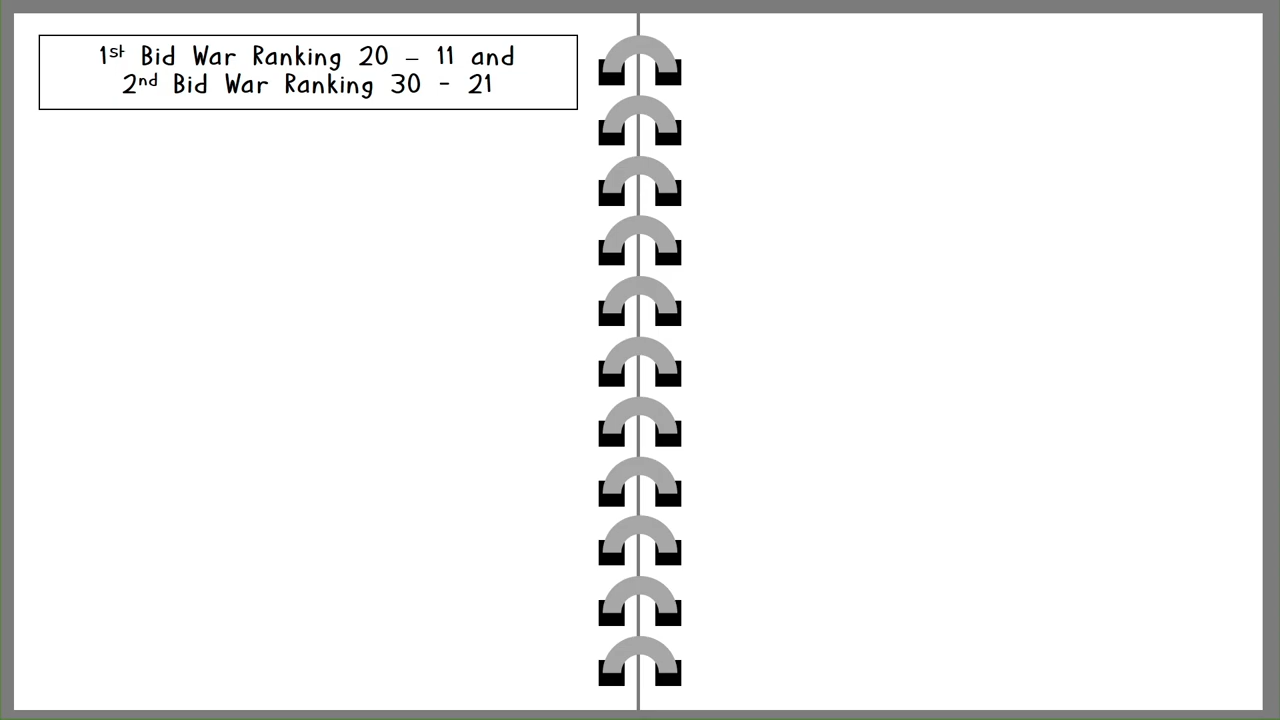 1st Bid War Ranking 20 – 11 and
2nd Bid War Ranking 30 - 21